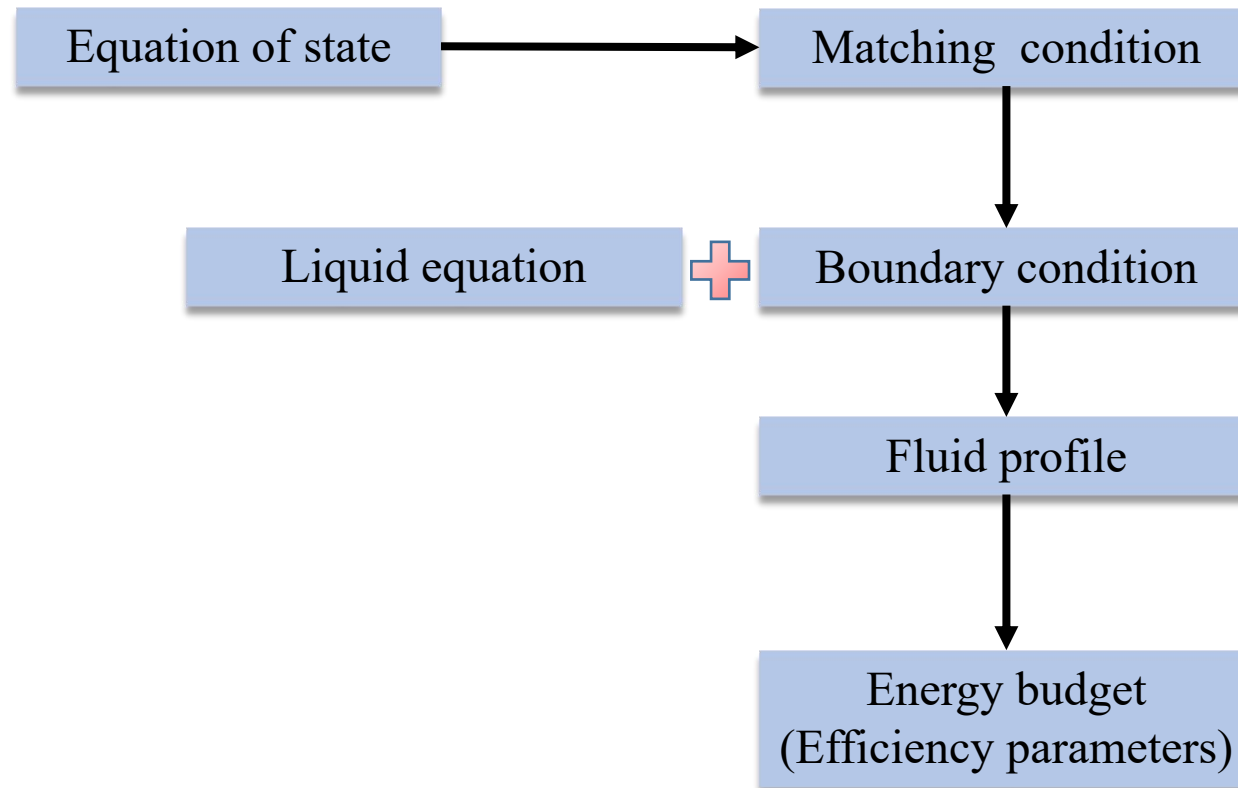 Equation of state
Matching condition
Liquid equation
Boundary condition
Fluid profile
Energy budget
(Efficiency parameters)